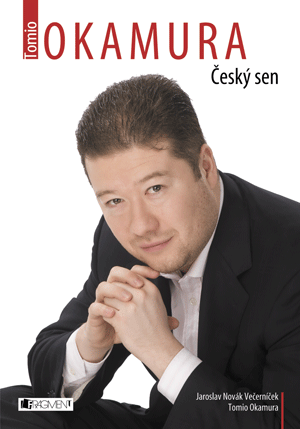 Tomio
OKAMURA
Český sen
Jaroslav Novák Večerníček
Tomio Okamura
FRAGMENT